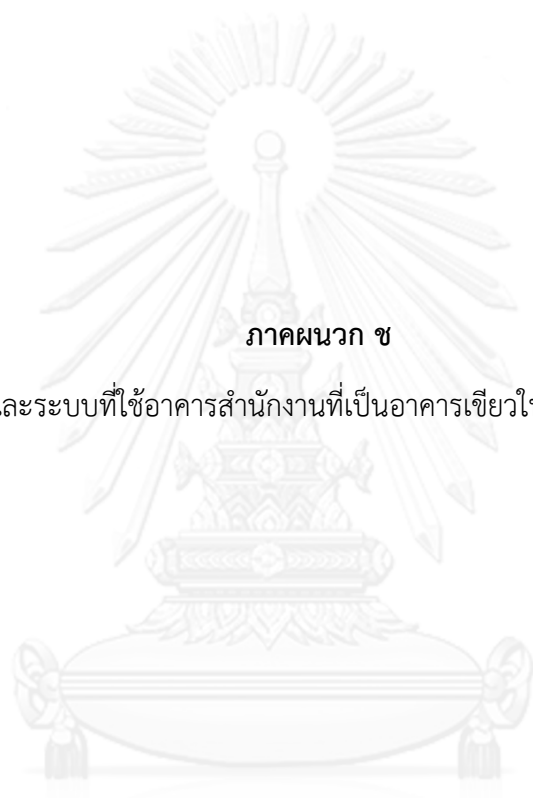 ภาคผนวก ช
ละระบบที่ใช้อาคารสำนักงานที่เป็นอาคารเขียวใ